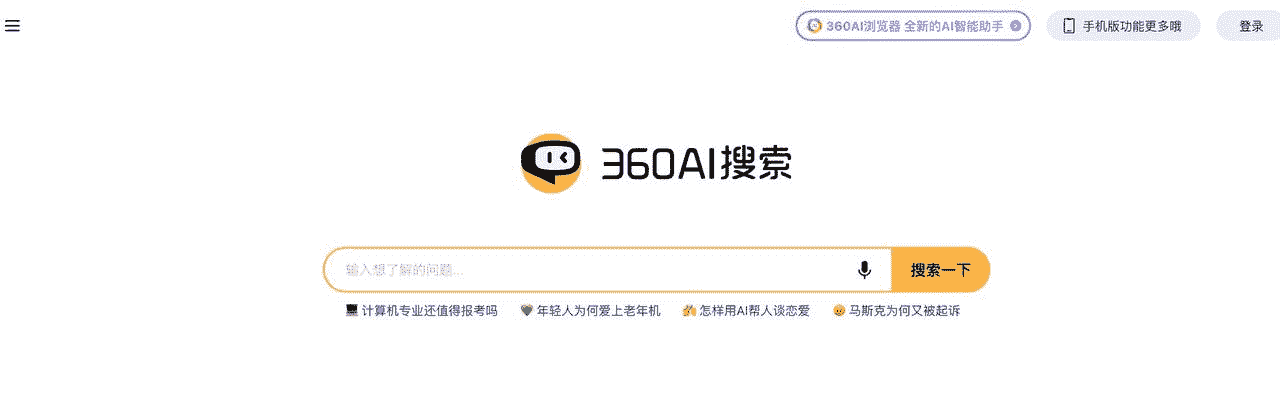 360AI浏览器 全新的AI智能助手 手机版功能更多哦 登录
360AI搜索
输入想了解的问题... 搜索一下
计算机专业还值得报考吗 年轻人为何爱上老年机 怎样用AI帮人谈恋爱 马斯克为何又被起诉